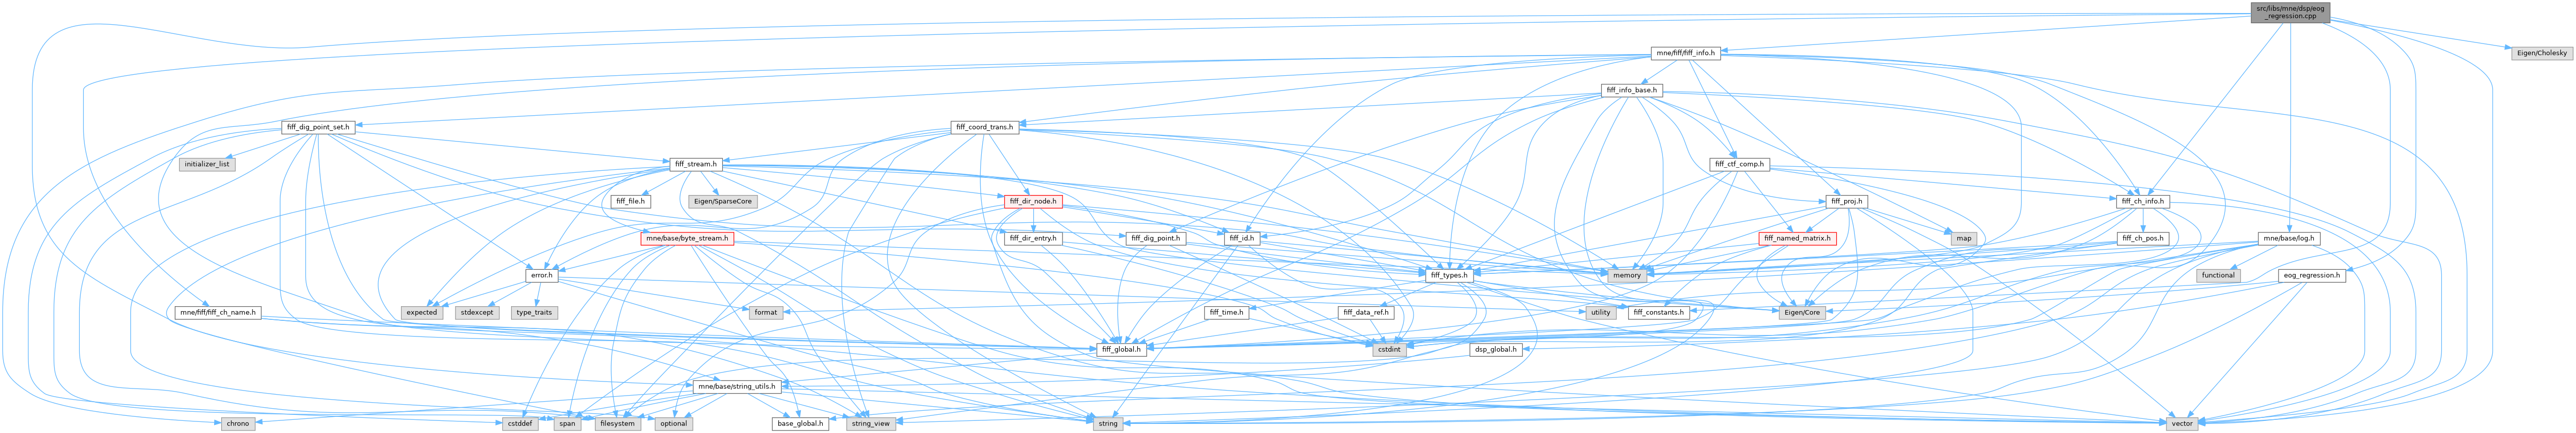 src/libs/mne/dsp/eog
_regression.cpp
mne/fiff/fiff_info.h
Eigen/Cholesky
fiff_info_base.h
fiff_dig_point_set.h
fiff_coord_trans.h
initializer_list
fiff_stream.h
fiff_ctf_comp.h
fiff_file.h
Eigen/SparseCore
fiff_dir_node.h
fiff_proj.h
fiff_ch_info.h
mne/base/byte_stream.h
fiff_dir_entry.h
fiff_dig_point.h
fiff_id.h
fiff_named_matrix.h
map
fiff_ch_pos.h
mne/base/log.h
error.h
fiff_types.h
memory
functional
eog_regression.h
mne/fiff/fiff_ch_name.h
expected
stdexcept
type_traits
format
fiff_time.h
fiff_data_ref.h
utility
fiff_constants.h
Eigen/Core
fiff_global.h
cstdint
dsp_global.h
mne/base/string_utils.h
chrono
cstddef
span
filesystem
optional
base_global.h
string_view
string
vector